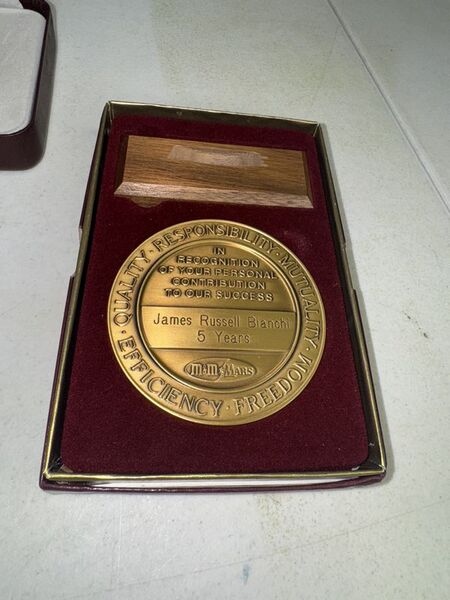 QUALITY · RESPONSIBILITY · MUTUALITY ·
EFFICIENCY · FREEDOM
IN
RECOGNITION
OF YOUR PERSONAL
CONTRIBUTION
TO OUR SUCCESS
James Russell Bianchi
5 Years
M&M MARS